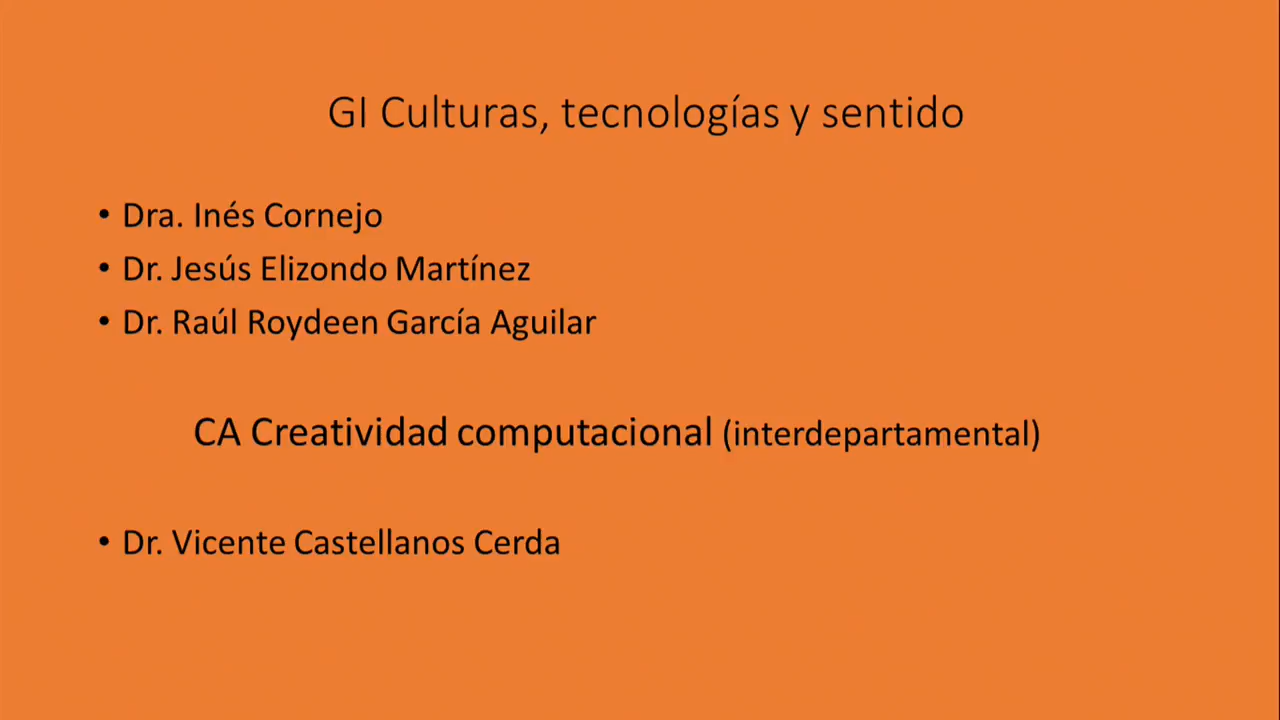 GI Culturas, tecnologías y sentido
• Dra. Inés Cornejo
• Dr. Jesús Elizondo Martínez
• Dr. Raúl Roydeen García Aguilar
CA Creatividad computacional (interdepartamental)
• Dr. Vicente Castellanos Cerda